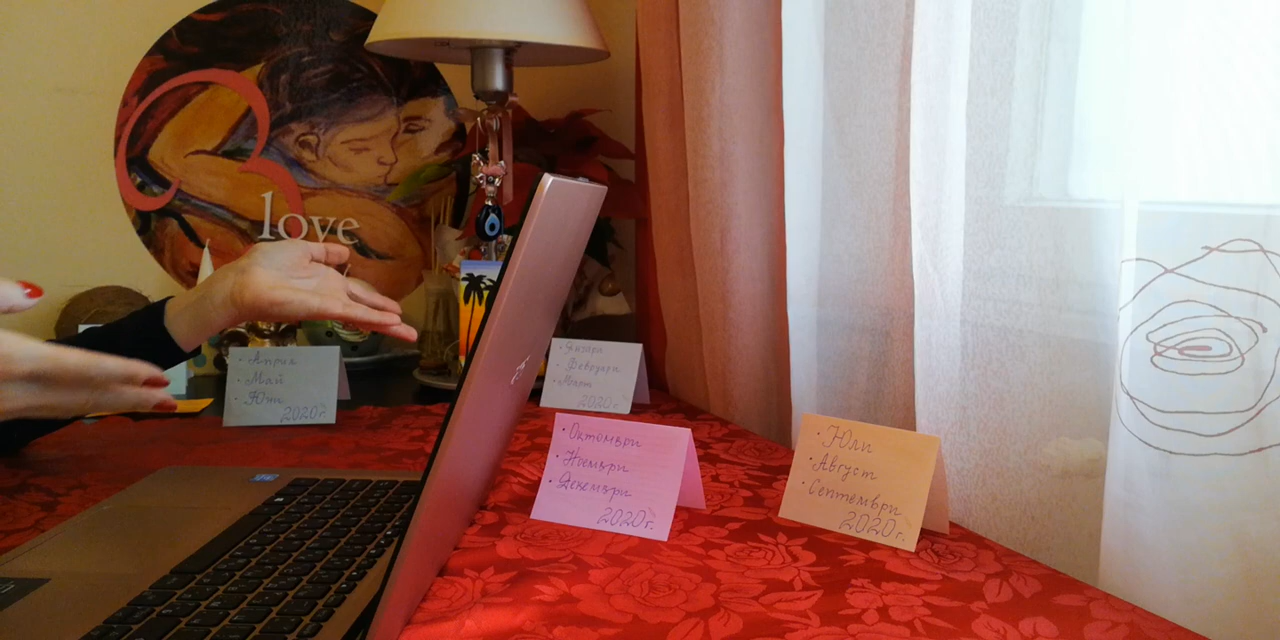 love
• Април
• Май
• Юни
2020г.
• Януари
• Февруари
• Март
2020г.
• Октомври
• Ноември
• Декември
2020г.
• Юли
• Август
• Септември
2020г.